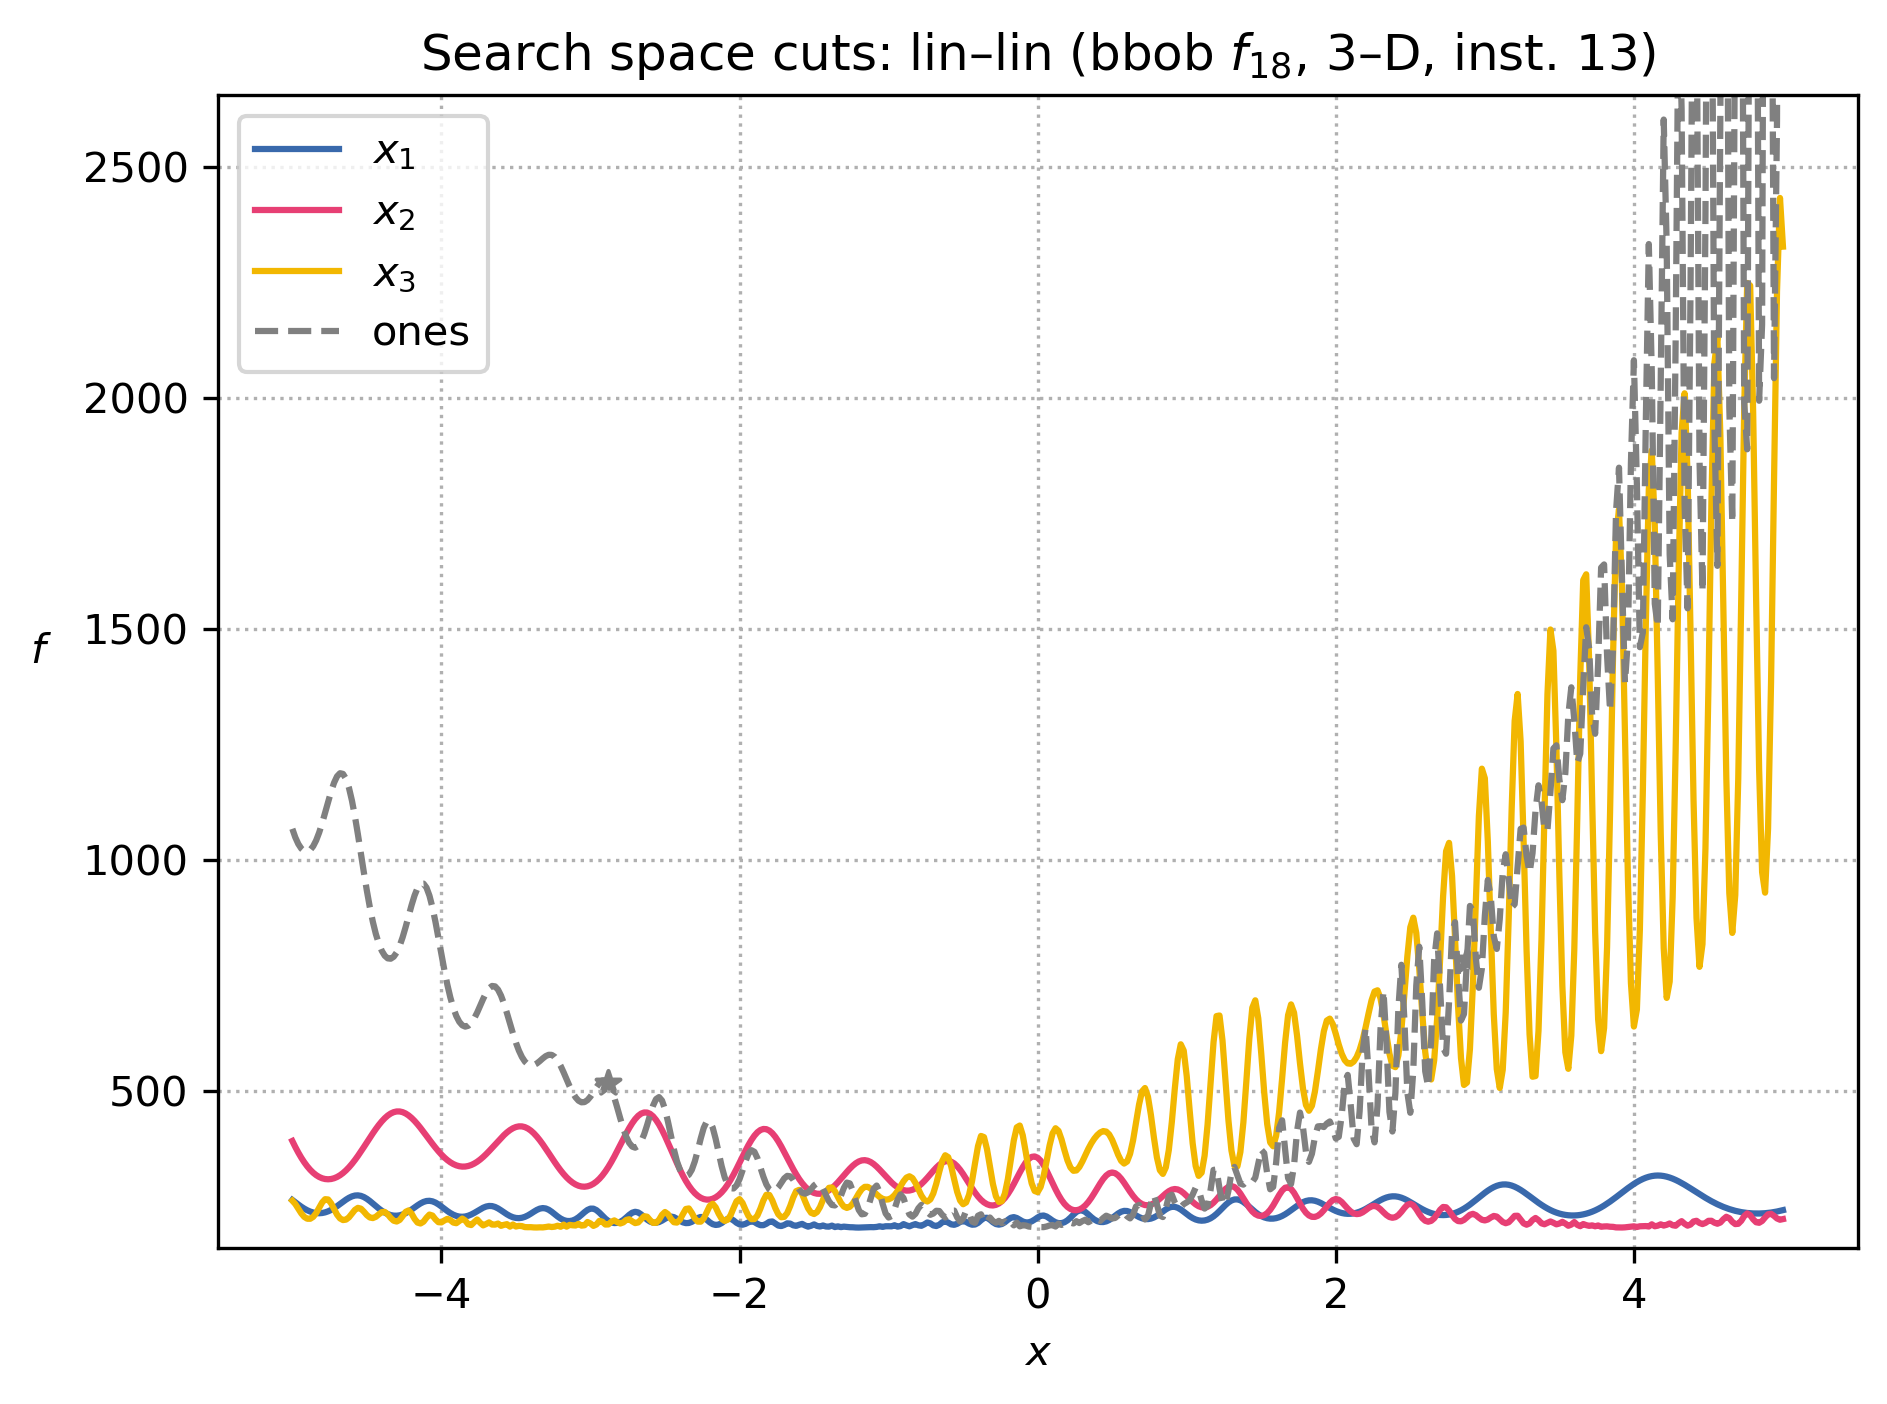 Search space cuts: lin–lin (bbob f₁₈, 3–D, inst. 13)
x₁
x₂
x₃
ones
2500
2000
1500
1000
500
f
−4
−2
0
2
4
x